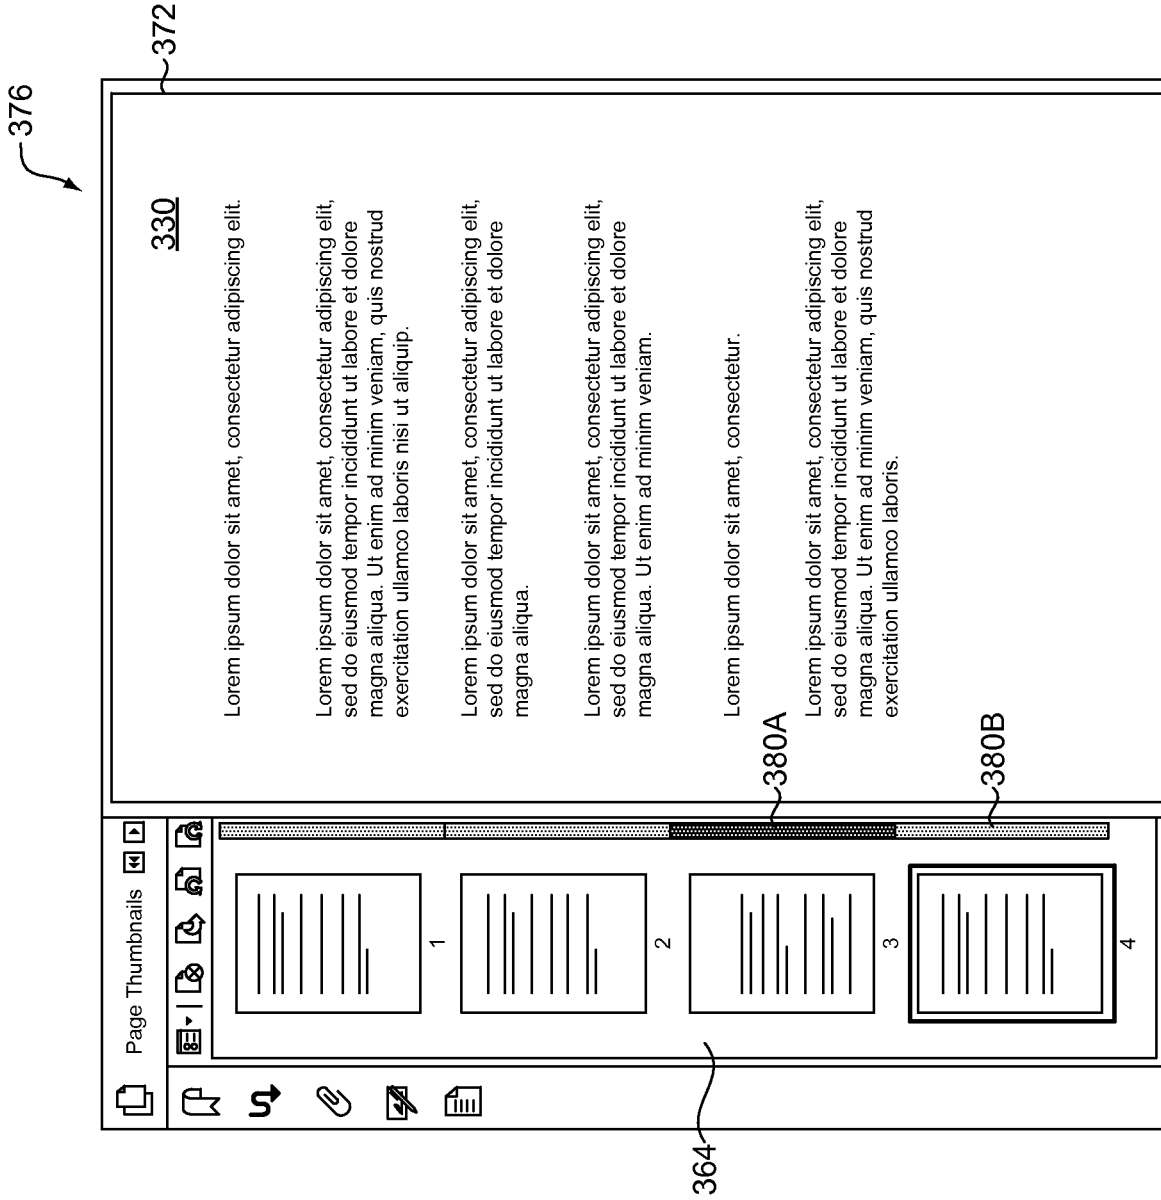 376
372
Page Thumbnails
330
Lorem ipsum dolor sit amet, consectetur adipiscing elit.
Lorem ipsum dolor sit amet, consectetur adipiscing elit,
sed do eiusmod tempor incididunt ut labore et dolore
magna aliqua. Ut enim ad minim veniam, quis nostrud
exercitation ullamco laboris nisi ut aliquip.
Lorem ipsum dolor sit amet, consectetur adipiscing elit,
sed do eiusmod tempor incididunt ut labore et dolore
magna aliqua.
Lorem ipsum dolor sit amet, consectetur adipiscing elit,
sed do eiusmod tempor incididunt ut labore et dolore
magna aliqua. Ut enim ad minim veniam.
Lorem ipsum dolor sit amet, consectetur.
Lorem ipsum dolor sit amet, consectetur adipiscing elit,
sed do eiusmod tempor incididunt ut labore et dolore
magna aliqua. Ut enim ad minim veniam, quis nostrud
exercitation ullamco laboris.
1
2
3
4
380A
380B
364